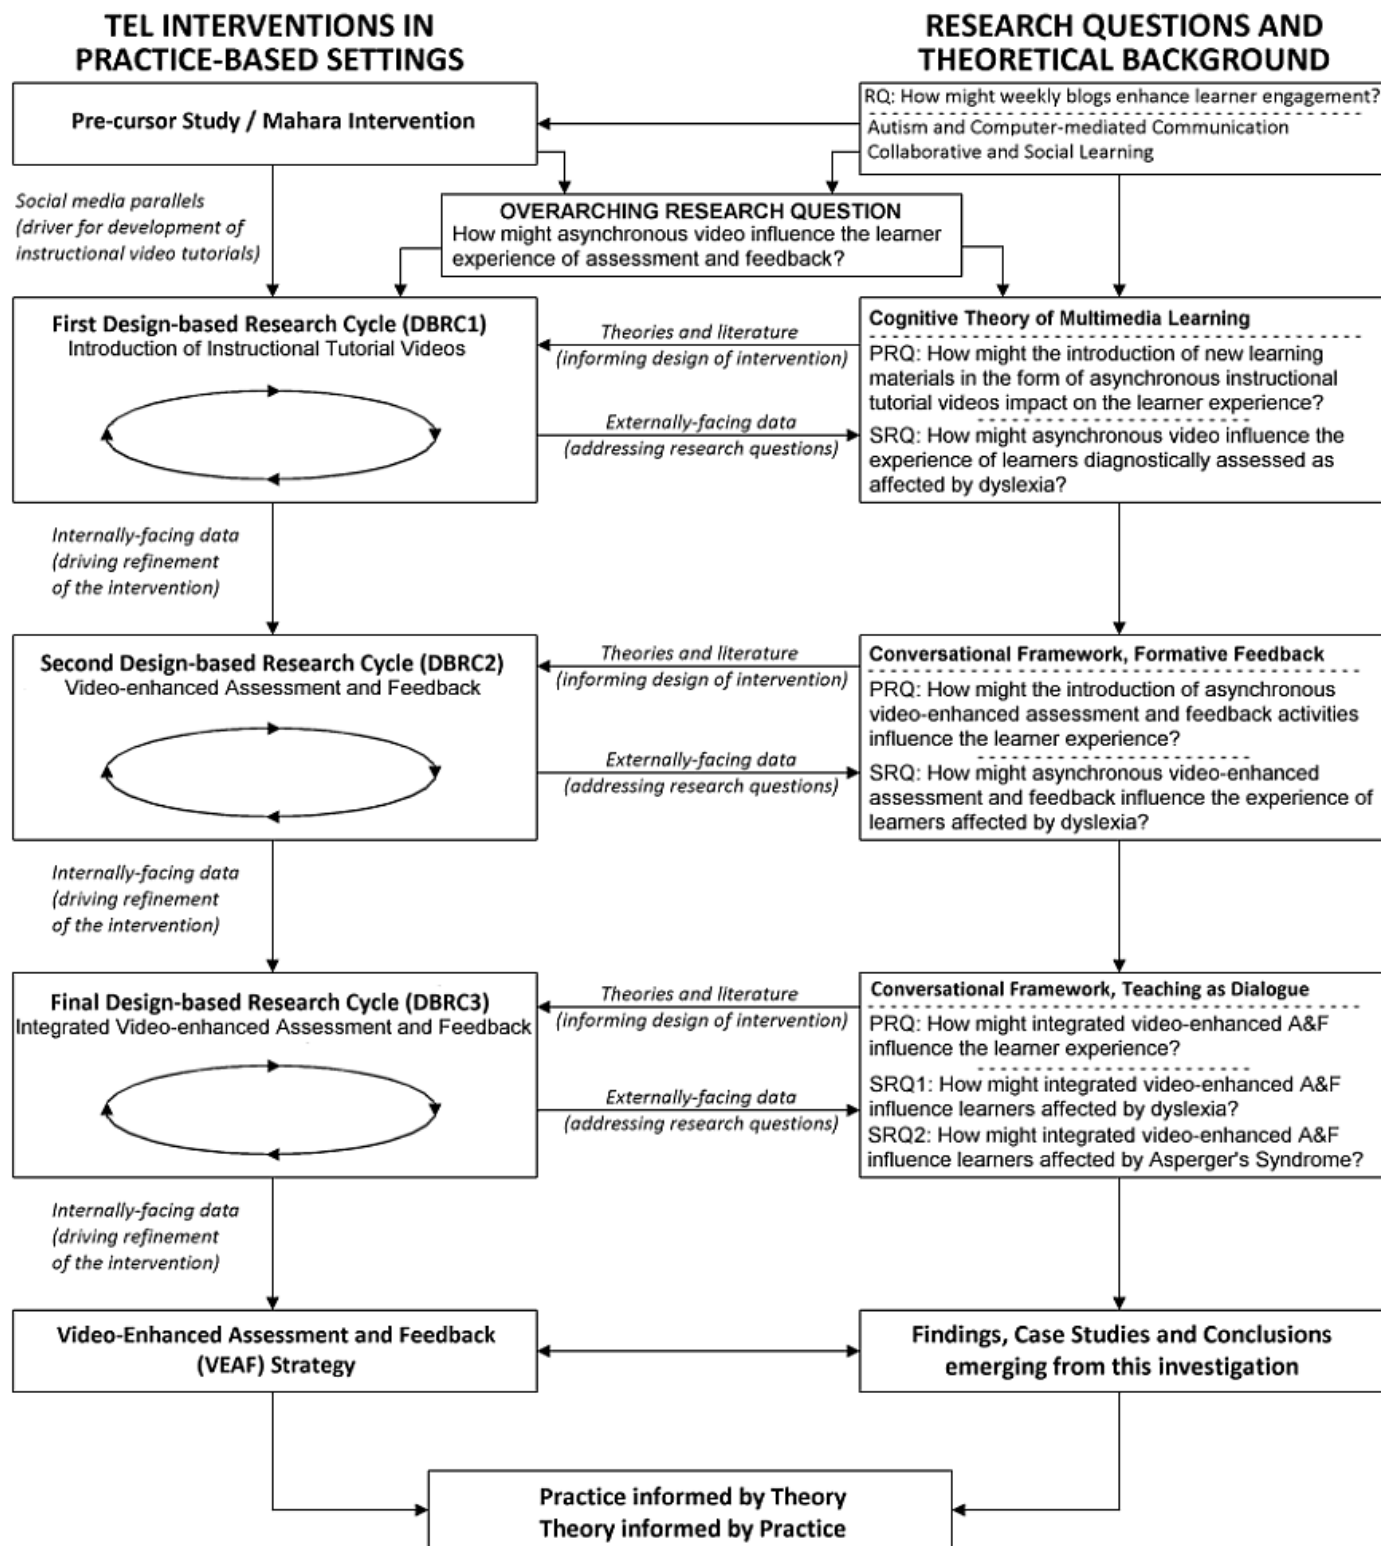 TEL INTERVENTIONS IN
PRACTICE-BASED SETTINGS
RESEARCH QUESTIONS AND
THEORETICAL BACKGROUND
Pre-cursor Study / Mahara Intervention
RQ: How might weekly blogs enhance learner engagement?
Autism and Computer-mediated Communication
Collaborative and Social Learning
Social media parallels
(driver for development of
instructional video tutorials)
OVERARCHING RESEARCH QUESTION
How might asynchronous video influence the learner
experience of assessment and feedback?
First Design-based Research Cycle (DBRC1)
Introduction of Instructional Tutorial Videos
Theories and literature
(informing design of intervention)
Externally-facing data
(addressing research questions)
Cognitive Theory of Multimedia Learning
PRQ: How might the introduction of new learning
materials in the form of asynchronous instructional
tutorial videos impact on the learner experience?
SRQ: How might asynchronous video influence the
experience of learners diagnostically assessed as
affected by dyslexia?
Internally-facing data
(driving refinement
of the intervention)
Second Design-based Research Cycle (DBRC2)
Video-enhanced Assessment and Feedback
Theories and literature
(informing design of intervention)
Externally-facing data
(addressing research questions)
Conversational Framework, Formative Feedback
PRQ: How might the introduction of asynchronous
video-enhanced assessment and feedback activities
influence the learner experience?
SRQ: How might asynchronous video-enhanced
assessment and feedback influence the experience of
learners affected by dyslexia?
Internally-facing data
(driving refinement
of the intervention)
Final Design-based Research Cycle (DBRC3)
Integrated Video-enhanced Assessment and Feedback
Theories and literature
(informing design of intervention)
Externally-facing data
(addressing research questions)
Conversational Framework, Teaching as Dialogue
PRQ: How might integrated video-enhanced A&F
influence the learner experience?
SRQ1: How might integrated video-enhanced A&F
influence learners affected by dyslexia?
SRQ2: How might integrated video-enhanced A&F
influence learners affected by Asperger's Syndrome?
Internally-facing data
(driving refinement
of the intervention)
Video-Enhanced Assessment and Feedback
(VEAF) Strategy
Findings, Case Studies and Conclusions
emerging from this investigation
Practice informed by Theory
Theory informed by Practice